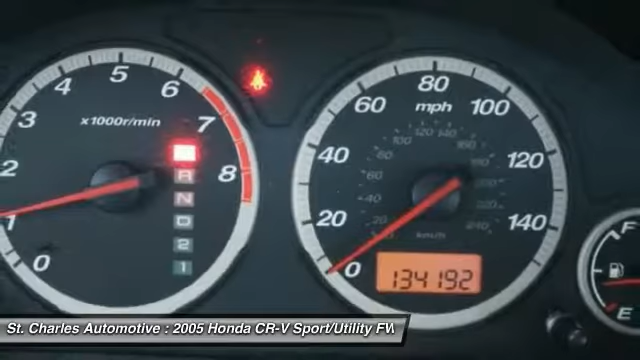 5
4
6
3
x1000r/min
7
2
8
1
0
R
N
D
2
1
80
60
mph
100
40
120
20
140
0
km/h
134192
F
E
St. Charles Automotive : 2005 Honda CR-V Sport/Utility FW